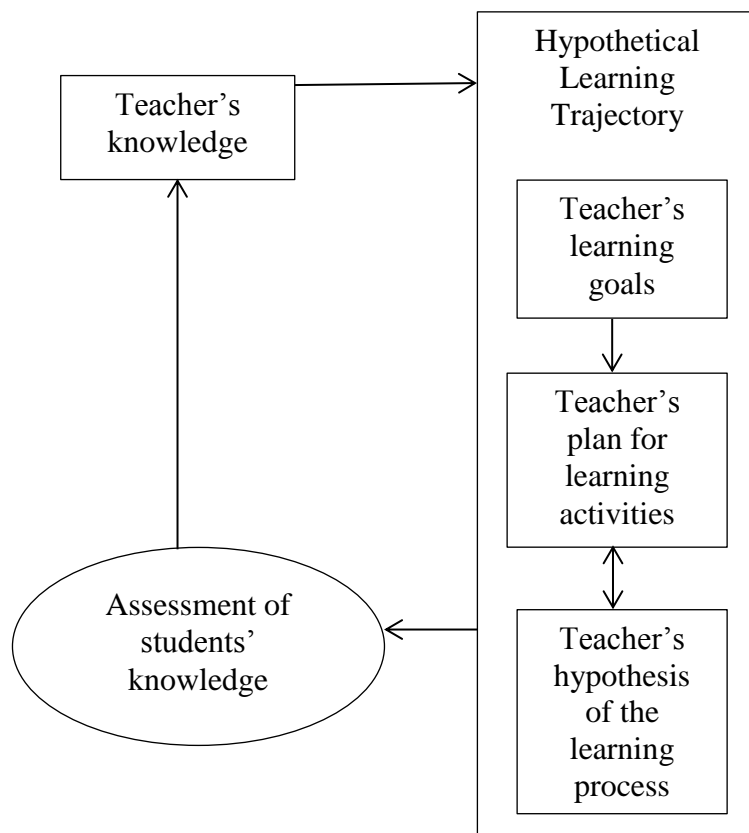 Hypothetical
Learning
Trajectory
Teacher’s
knowledge
Teacher’s
learning
goals
Teacher’s
plan for
learning
activities
Assessment of
students’
knowledge
Teacher’s
hypothesis
of the
learning
process